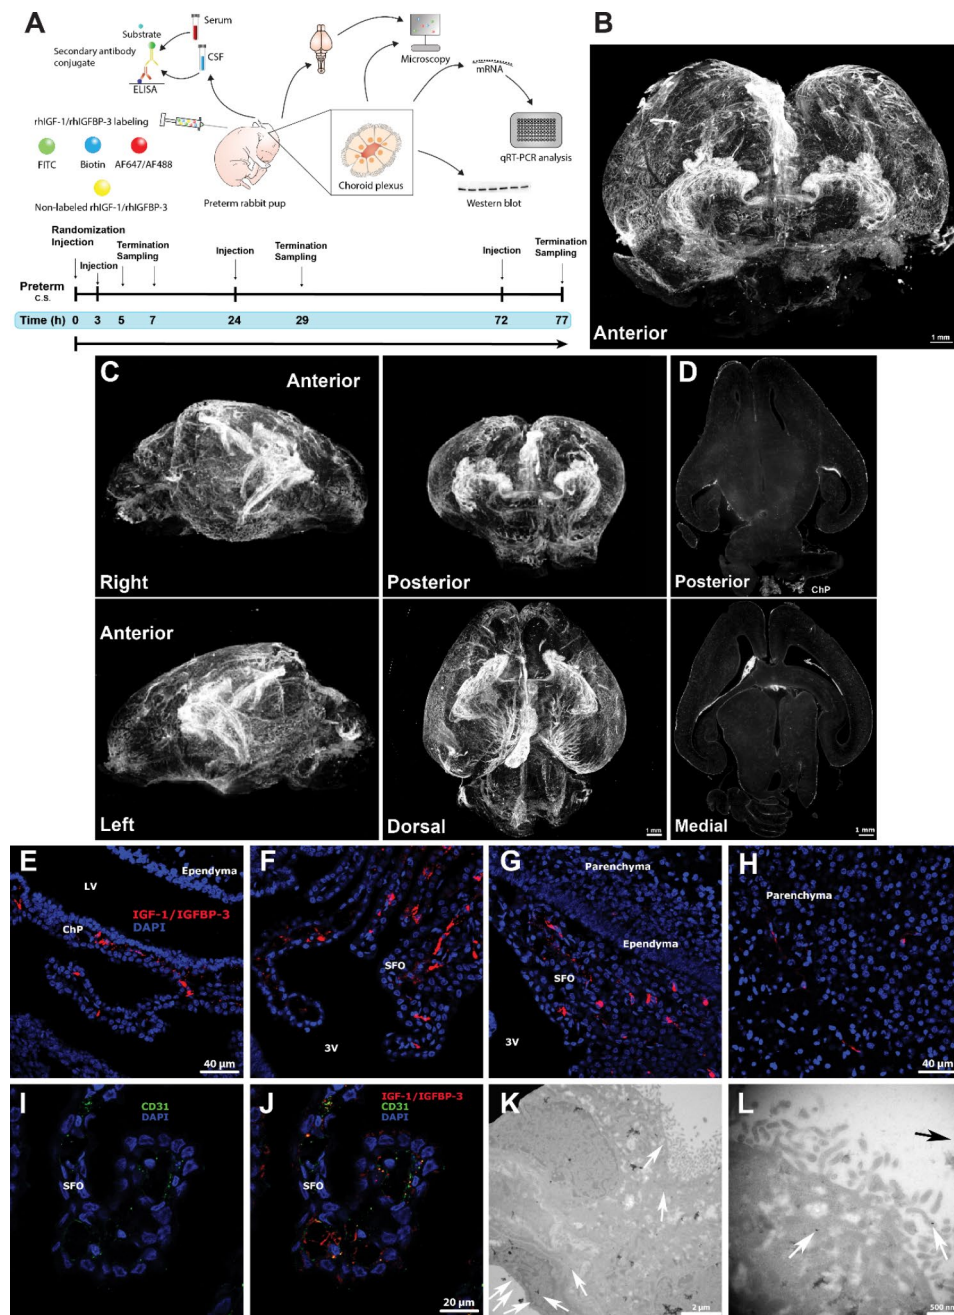 A
Substrate
Serum
Secondary antibody
conjugate
CSF
ELISA
Microscopy
mRNA
rhIGF-1/rhIGFBP-3 labeling
FITC
Biotin
AF647/AF488
Non-labeled rhIGF-1/rhIGFBP-3
Preterm rabbit pup
Choroid plexus
qRT-PCR analysis
Western blot
Randomization
Injection
Injection
Termination
Sampling
Injection
Termination
Sampling
Injection
Termination
Sampling
Preterm
C.S.
Time (h) 0 3 5 7 24 29 72 77
B
Anterior
1 mm
C
Anterior
Right
Posterior
D
Posterior
ChP
Anterior
Left
Dorsal
1 mm
Medial
1 mm
E
Ependyma
LV
IGF-1/IGFBP-3
DAPI
ChP
40 µm
F
SFO
3V
G
Parenchyma
Ependyma
SFO
3V
H
Parenchyma
40 µm
I
CD31
DAPI
SFO
J
IGF-1/IGFBP-3
CD31
DAPI
SFO
20 µm
K
2 µm
L
500 nm